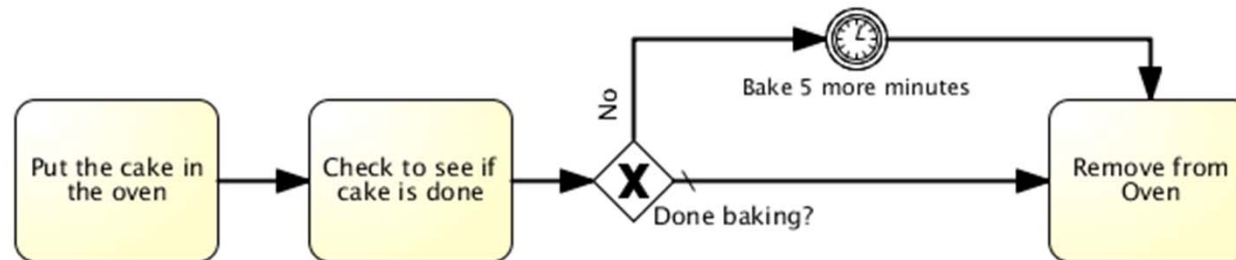 Put the cake in
the oven
Check to see if
cake is done
No
Done baking?
Bake 5 more minutes
Remove from
Oven